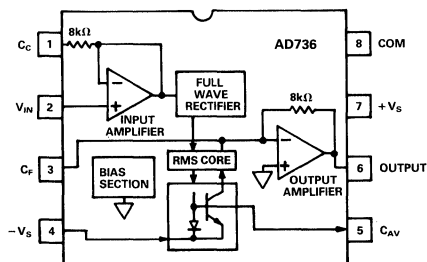 8kΩ
AD736
CC 1
8 COM
FULL
WAVE
RECTIFIER
8kΩ
VIN 2
7 +VS
INPUT
AMPLIFIER
CF 3
RMS CORE
6 OUTPUT
BIAS
SECTION
OUTPUT
AMPLIFIER
−VS 4
5 CAV